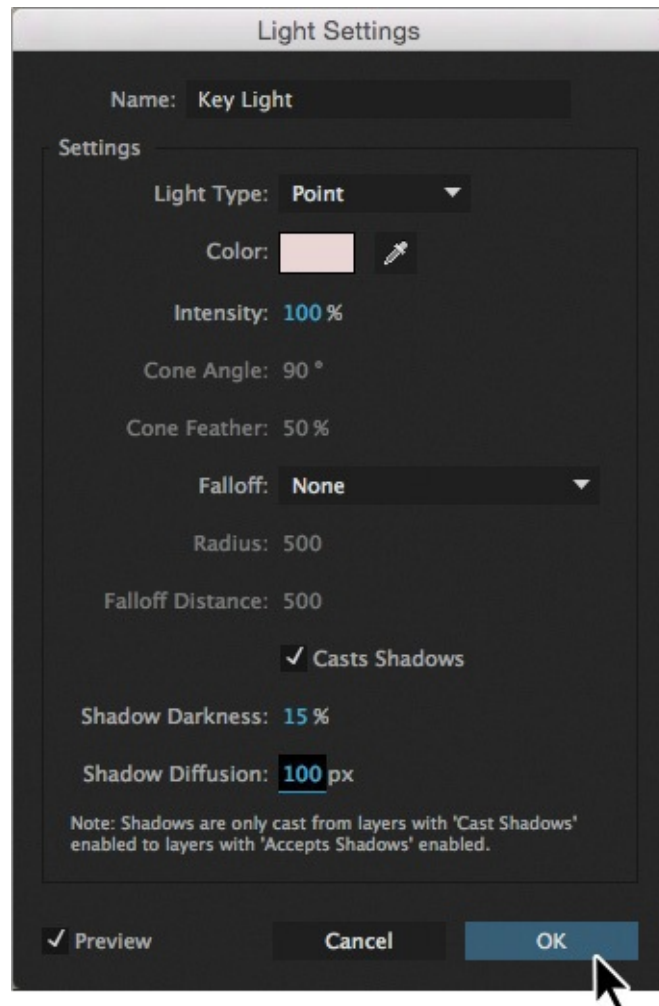 Light Settings
Name: Key Light
Settings
Light Type: Point
Color:
Intensity: 100 %
Cone Angle: 90 °
Cone Feather: 50 %
Falloff: None
Radius: 500
Falloff Distance: 500
Casts Shadows
Shadow Darkness: 15 %
Shadow Diffusion: 100 px
Note: Shadows are only cast from layers with 'Cast Shadows'
enabled to layers with 'Accepts Shadows' enabled.
Preview Cancel OK